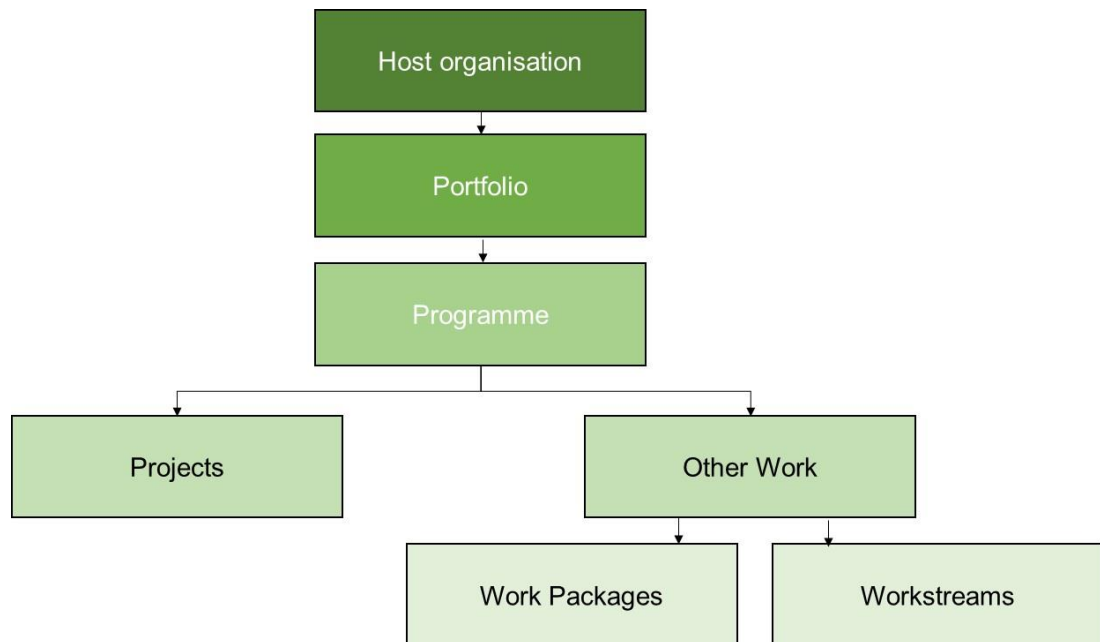 Host organisation
Portfolio
Programme
Projects
Other Work
Work Packages
Workstreams